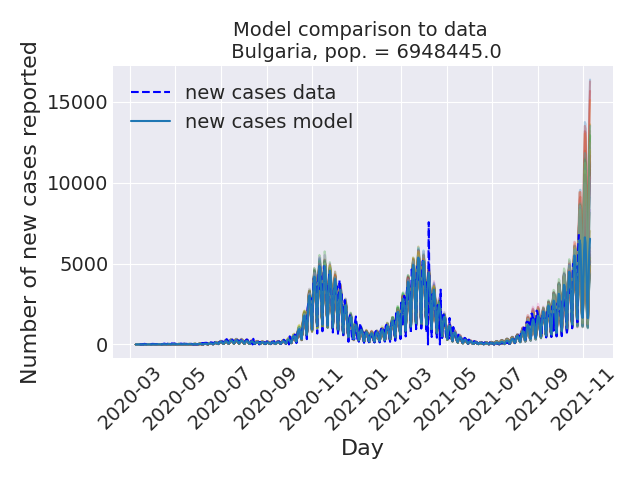 Model comparison to data
Bulgaria, pop. = 6948445.0
Number of new cases reported
15000
10000
5000
0
new cases data
new cases model
2020-03
2020-05
2020-07
2020-09
2020-11
2021-01
2021-03
2021-05
2021-07
2021-09
2021-11
Day